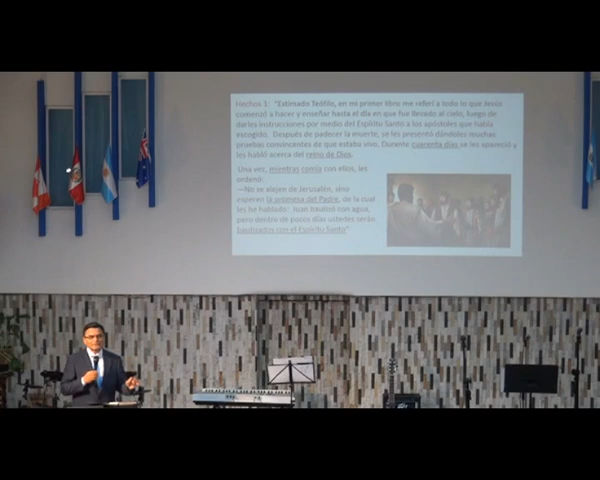 Hechos 1: "Estimado Teófilo, en mi primer libro me referí a todo lo que Jesús
comenzó a hacer y enseñar hasta el día en que fue llevado al cielo, luego de
darles instrucciones por medio del Espíritu Santo a los apóstoles que había
escogido. Después de padecer la muerte, se les presentó dándoles muchas
pruebas convincentes de que estaba vivo. Durante cuarenta días se les apareció y
les habló acerca del reino de Dios.
Una vez, mientras comía con ellos, les
ordenó:
—No se alejen de Jerusalén, sino
esperen la promesa del Padre, de la cual
les he hablado: Juan bautizó con agua,
pero dentro de pocos días ustedes serán
bautizados con el Espíritu Santo"